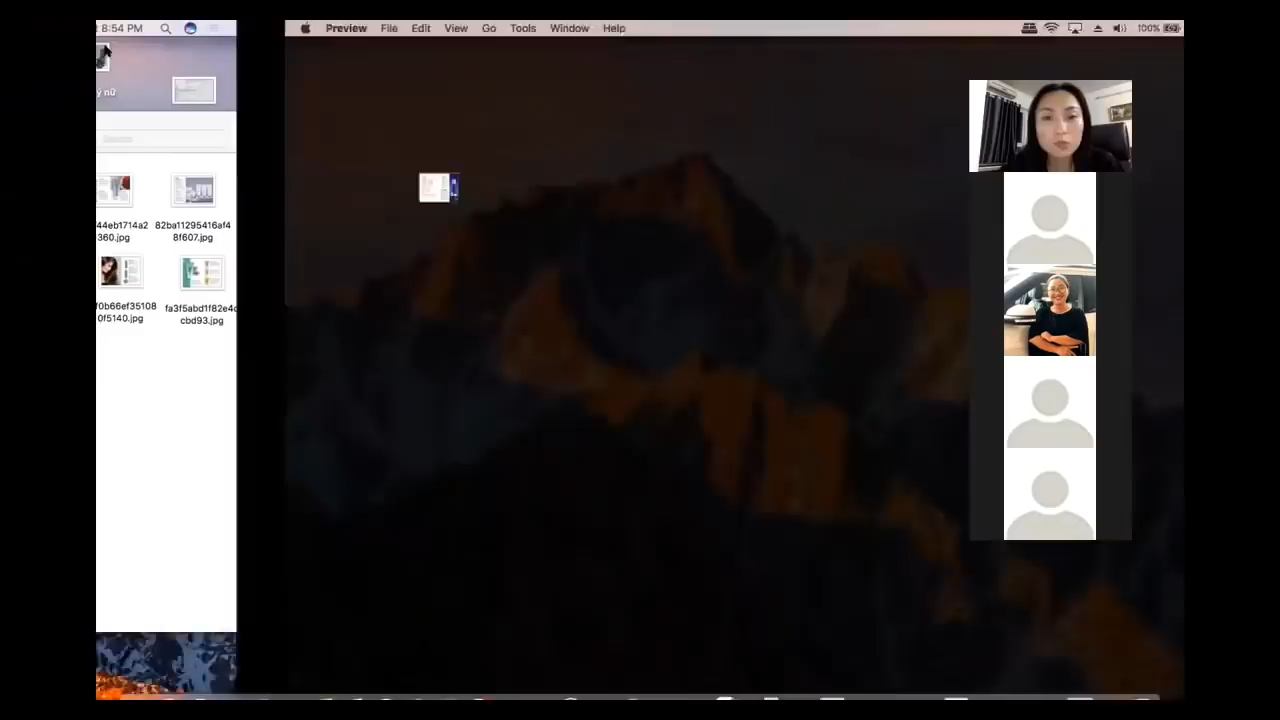 8:54 PM
Preview File Edit View Go Tools Window Help
100%
ý nữ
Search
44eb1714a2
360.jpg
82ba11295416af4
8f607.jpg
f0b66ef35108
0f5140.jpg
fa3f5abd1f82e4c
cbd93.jpg